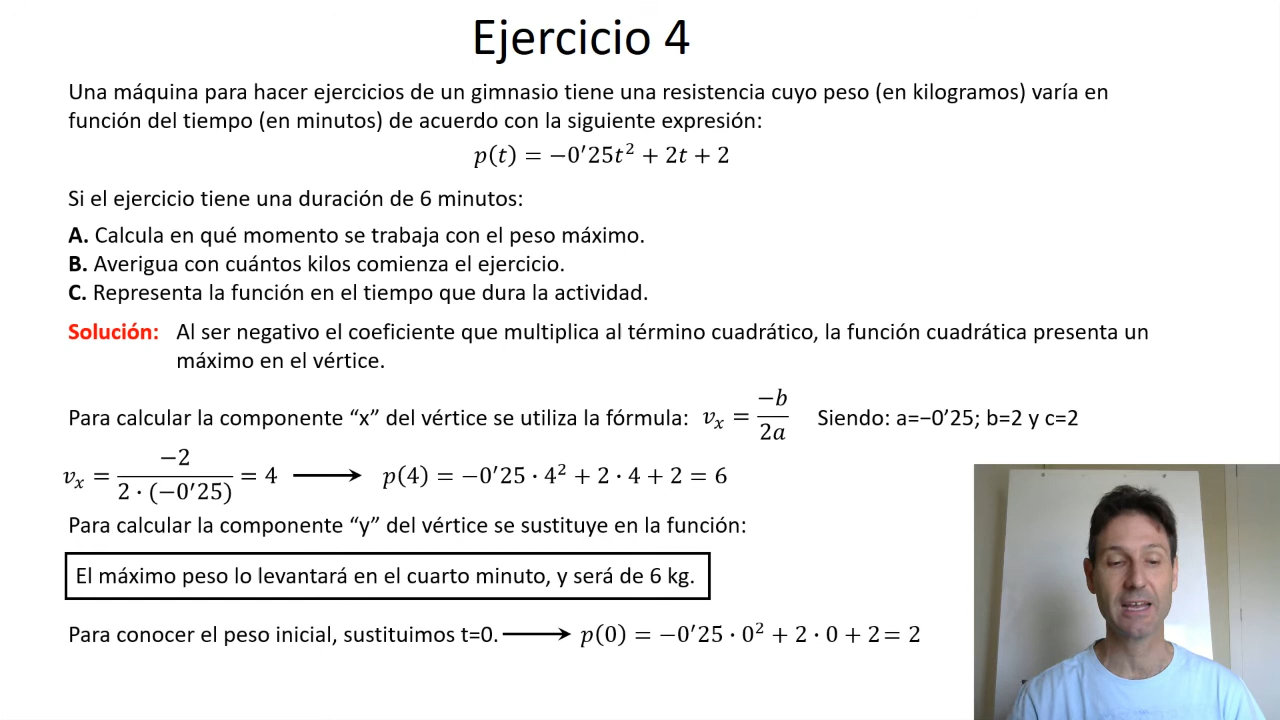 Ejercicio 4
Una máquina para hacer ejercicios de un gimnasio tiene una resistencia cuyo peso (en kilogramos) varía en
función del tiempo (en minutos) de acuerdo con la siguiente expresión:
p(t) = −0′25t² + 2t + 2
Si el ejercicio tiene una duración de 6 minutos:
A. Calcula en qué momento se trabaja con el peso máximo.
B. Averigua con cuántos kilos comienza el ejercicio.
C. Representa la función en el tiempo que dura la actividad.
Solución: Al ser negativo el coeficiente que multiplica al término cuadrático, la función cuadrática presenta un
máximo en el vértice.
Para calcular la componente “x” del vértice se utiliza la fórmula: vₓ = −b / 2a Siendo: a=−0’25; b=2 y c=2
vₓ = −2 / 2 · (−0′25) = 4 ⟶ p(4) = −0′25 · 4² + 2 · 4 + 2 = 6
Para calcular la componente “y” del vértice se sustituye en la función:
El máximo peso lo levantará en el cuarto minuto, y será de 6 kg.
Para conocer el peso inicial, sustituimos t=0. ⟶ p(0) = −0′25 · 0² + 2 · 0 + 2 = 2